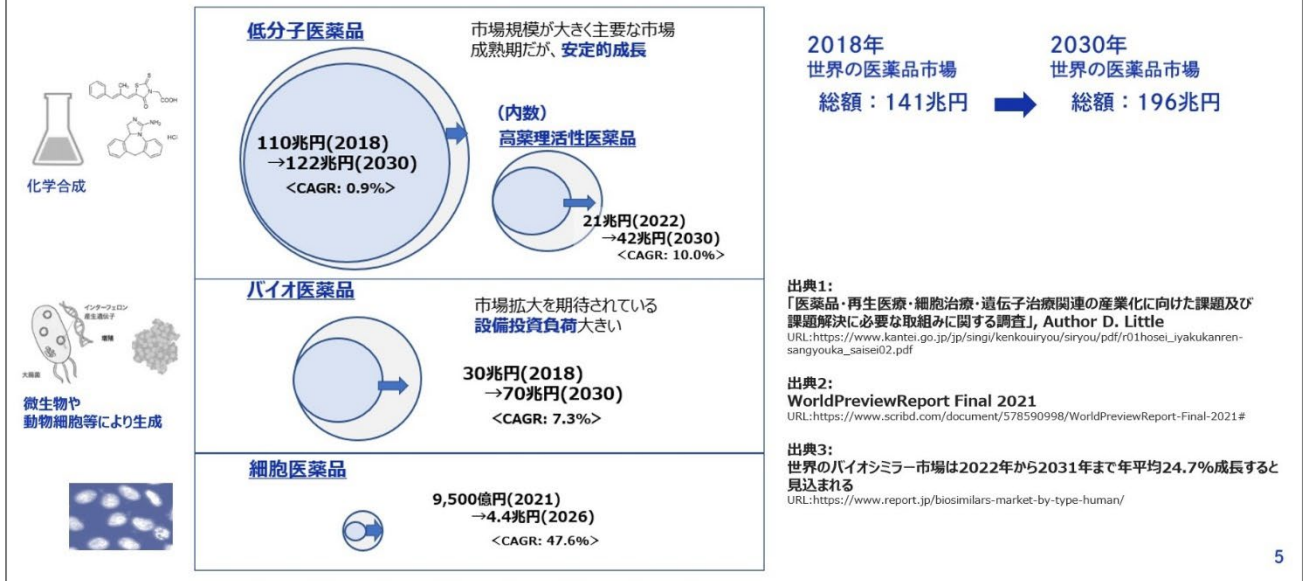 低分子医薬品
市場規模が大きく主要な市場
成熟期だが、安定的成長
CH₃
COOH
NH₂
HCl
化学合成
110兆円(2018)
→122兆円(2030)
<CAGR: 0.9%>
(内数)
高薬理活性医薬品
21兆円(2022)
→42兆円(2030)
<CAGR: 10.0%>
2018年
世界の医薬品市場
総額：141兆円
2030年
世界の医薬品市場
総額：196兆円
バイオ医薬品
市場拡大を期待されている
設備投資負荷大きい
インターフェロン
産生遺伝子
増殖
大腸菌
微生物や
動物細胞等により生成
30兆円(2018)
→70兆円(2030)
<CAGR: 7.3%>
細胞医薬品
9,500億円(2021)
→4.4兆円(2026)
<CAGR: 47.6%>
出典1:
「医薬品・再生医療・細胞治療・遺伝子治療関連の産業化に向けた課題及び
課題解決に必要な取組みに関する調査」, Author D. Little
URL:https://www.kantei.go.jp/jp/singi/kenkouiryou/siryou/pdf/r01hosei_iyakukanren-
sangyouka_saisei02.pdf
出典2:
WorldPreviewReport Final 2021
URL:https://www.scribd.com/document/578590998/WorldPreviewReport-Final-2021#
出典3:
世界のバイオシミラー市場は2022年から2031年まで年平均24.7%成長すると
見込まれる
URL:https://www.report.jp/biosimilars-market-by-type-human/
5